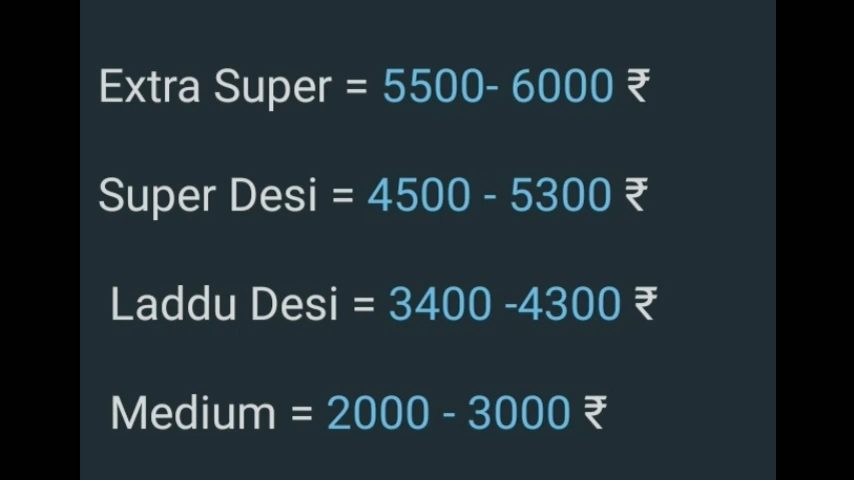 Extra Super = 5500- 6000 ₹
Super Desi = 4500 - 5300 ₹
Laddu Desi = 3400 -4300 ₹
Medium = 2000 - 3000 ₹